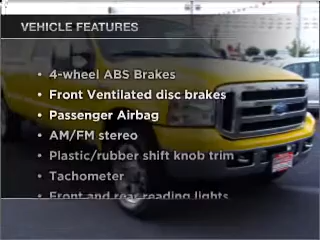 VEHICLE FEATURES
• 4-wheel ABS Brakes
• Front Ventilated disc brakes
• Passenger Airbag
• AM/FM stereo
• Plastic/rubber shift knob trim
• Tachometer
• Front and rear reading lights